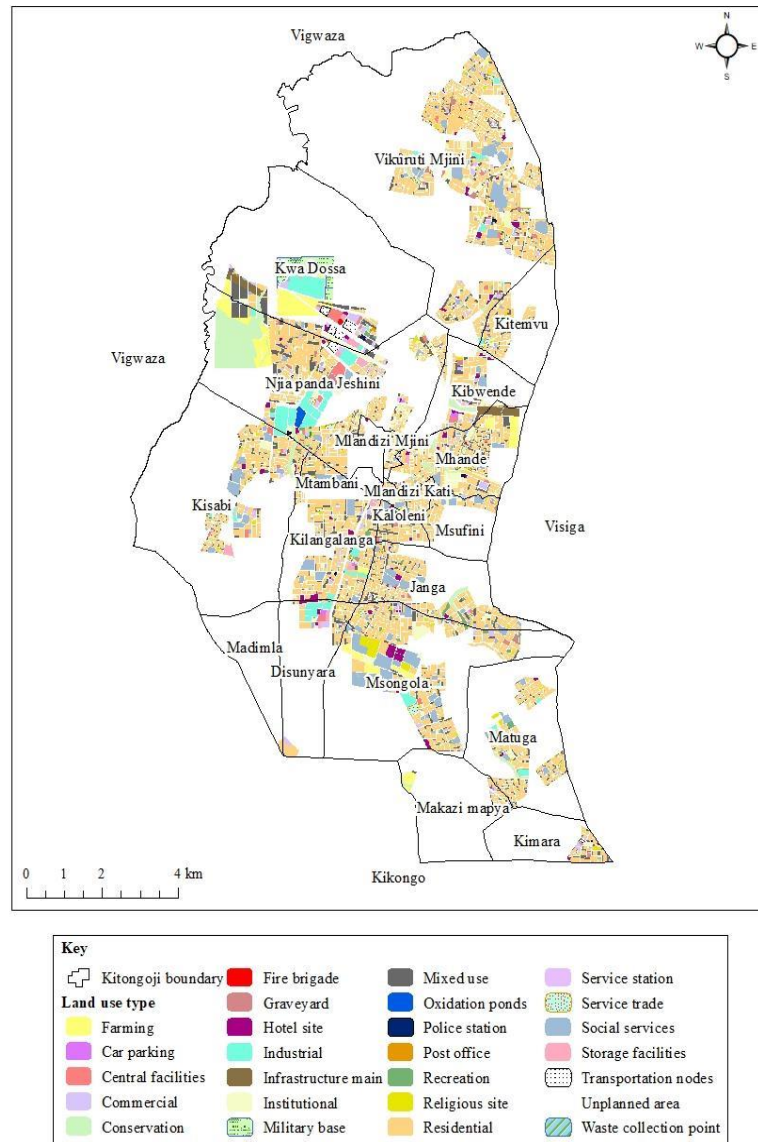 Vigwaza
N
W E
S
Vikuruti Mjini
Kwa Dossa
Kitemvu
Vigwaza
Njia panda Jeshini
Kibwende
Mlandizi Mjini
Mhande
Mtambani
Mlandizi Kati
Kisabi
Kaloleni
Msufini
Visiga
Kilangalanga
Janga
Madimla
Disunyara
Msongola
Matuga
Makazi mapya
Kimara
0 1 2 4 km
Kikongo
Key
Kitongoji boundary
Land use type
Farming
Car parking
Central facilities
Commercial
Conservation
Fire brigade
Graveyard
Hotel site
Industrial
Infrastructure main
Institutional
Military base
Mixed use
Oxidation ponds
Police station
Post office
Recreation
Religious site
Residential
Service station
Service trade
Social services
Storage facilities
Transportation nodes
Unplanned area
Waste collection point